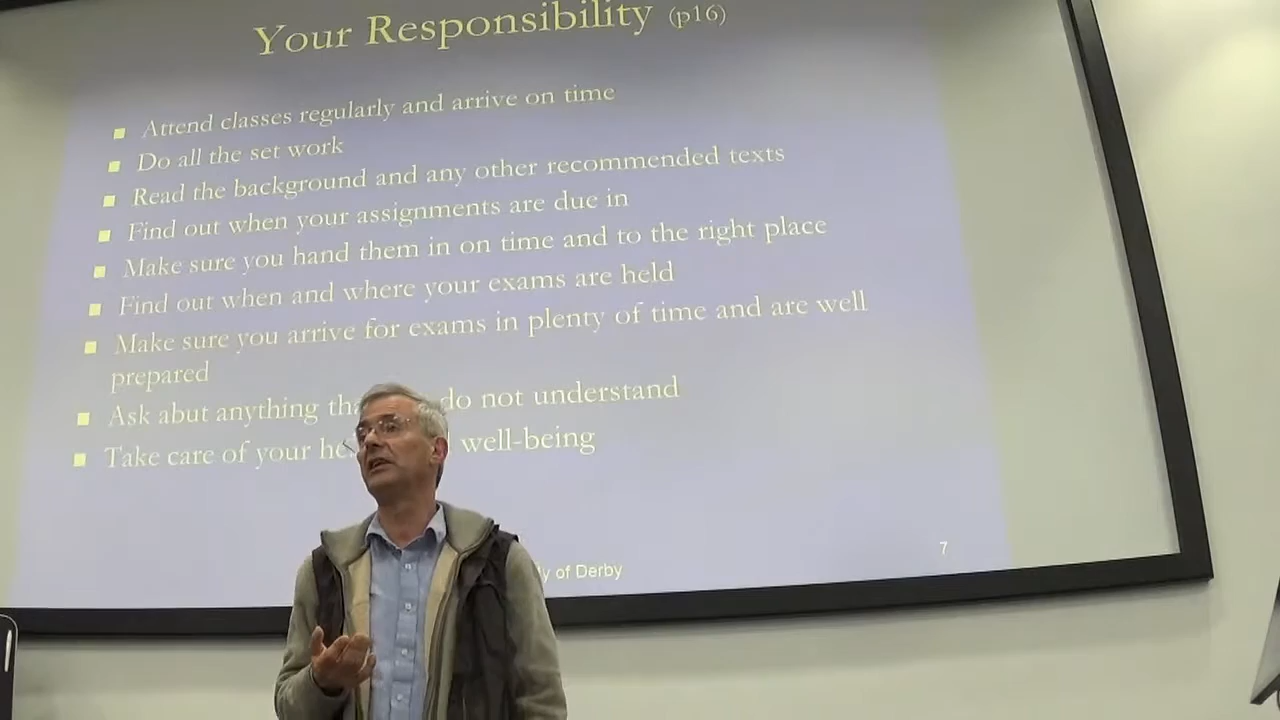 Your Responsibility (p16)
Attend classes regularly and arrive on time
Do all the set work
Read the background and any other recommended texts
Find out when your assignments are due in
Make sure you hand them in on time and to the right place
Find out when and where your exams are held
Make sure you arrive for exams in plenty of time and are well
prepared
Ask abut anything do not understand
Take care of your well-being
of Derby
7